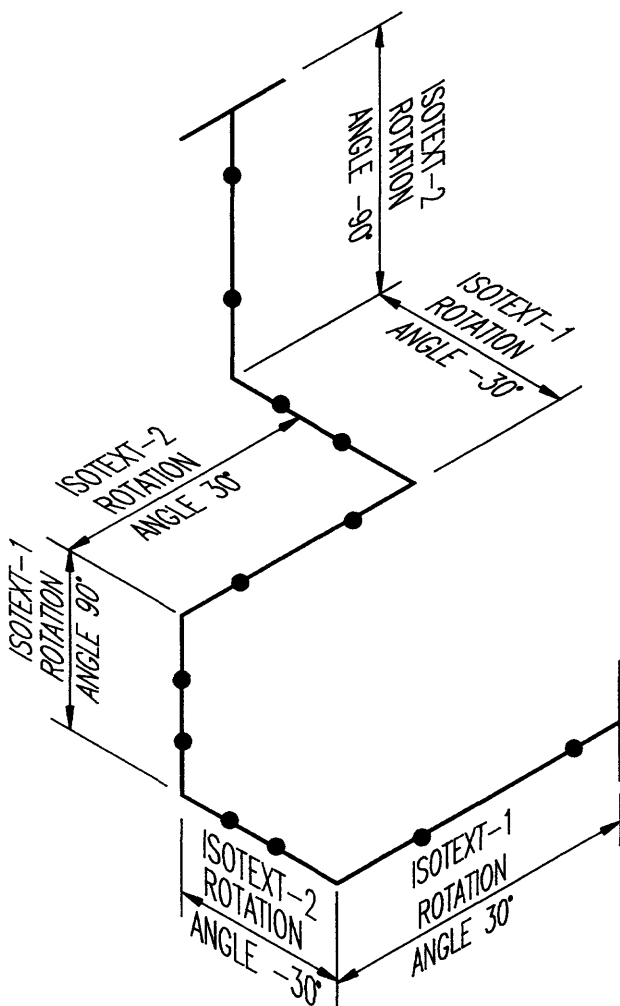 ISOTEXT-2
ROTATION
ANGLE -90°
ISOTEXT-1
ROTATION
ANGLE -30°
ISOTEXT-2
ROTATION
ANGLE 30°
ISOTEXT-1
ROTATION
ANGLE 90°
ISOTEXT-2
ROTATION
ANGLE -30°
ISOTEXT-1
ROTATION
ANGLE 30°